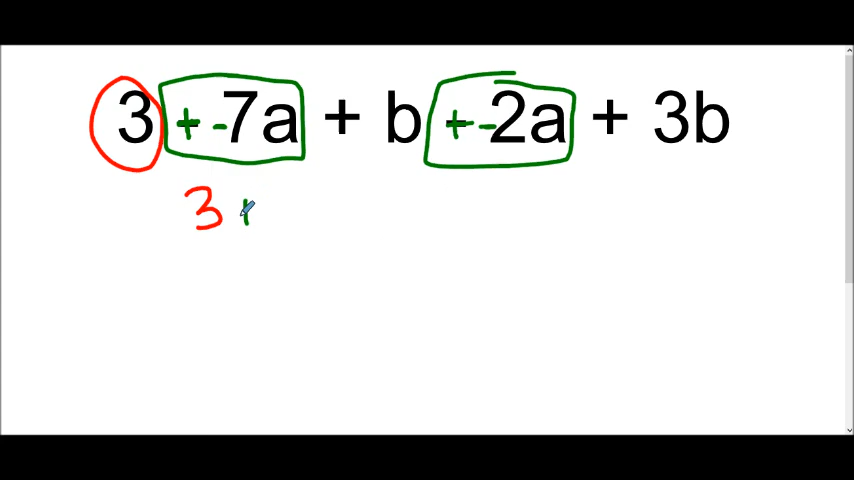 3 + -7a + b + -2a + 3b
3